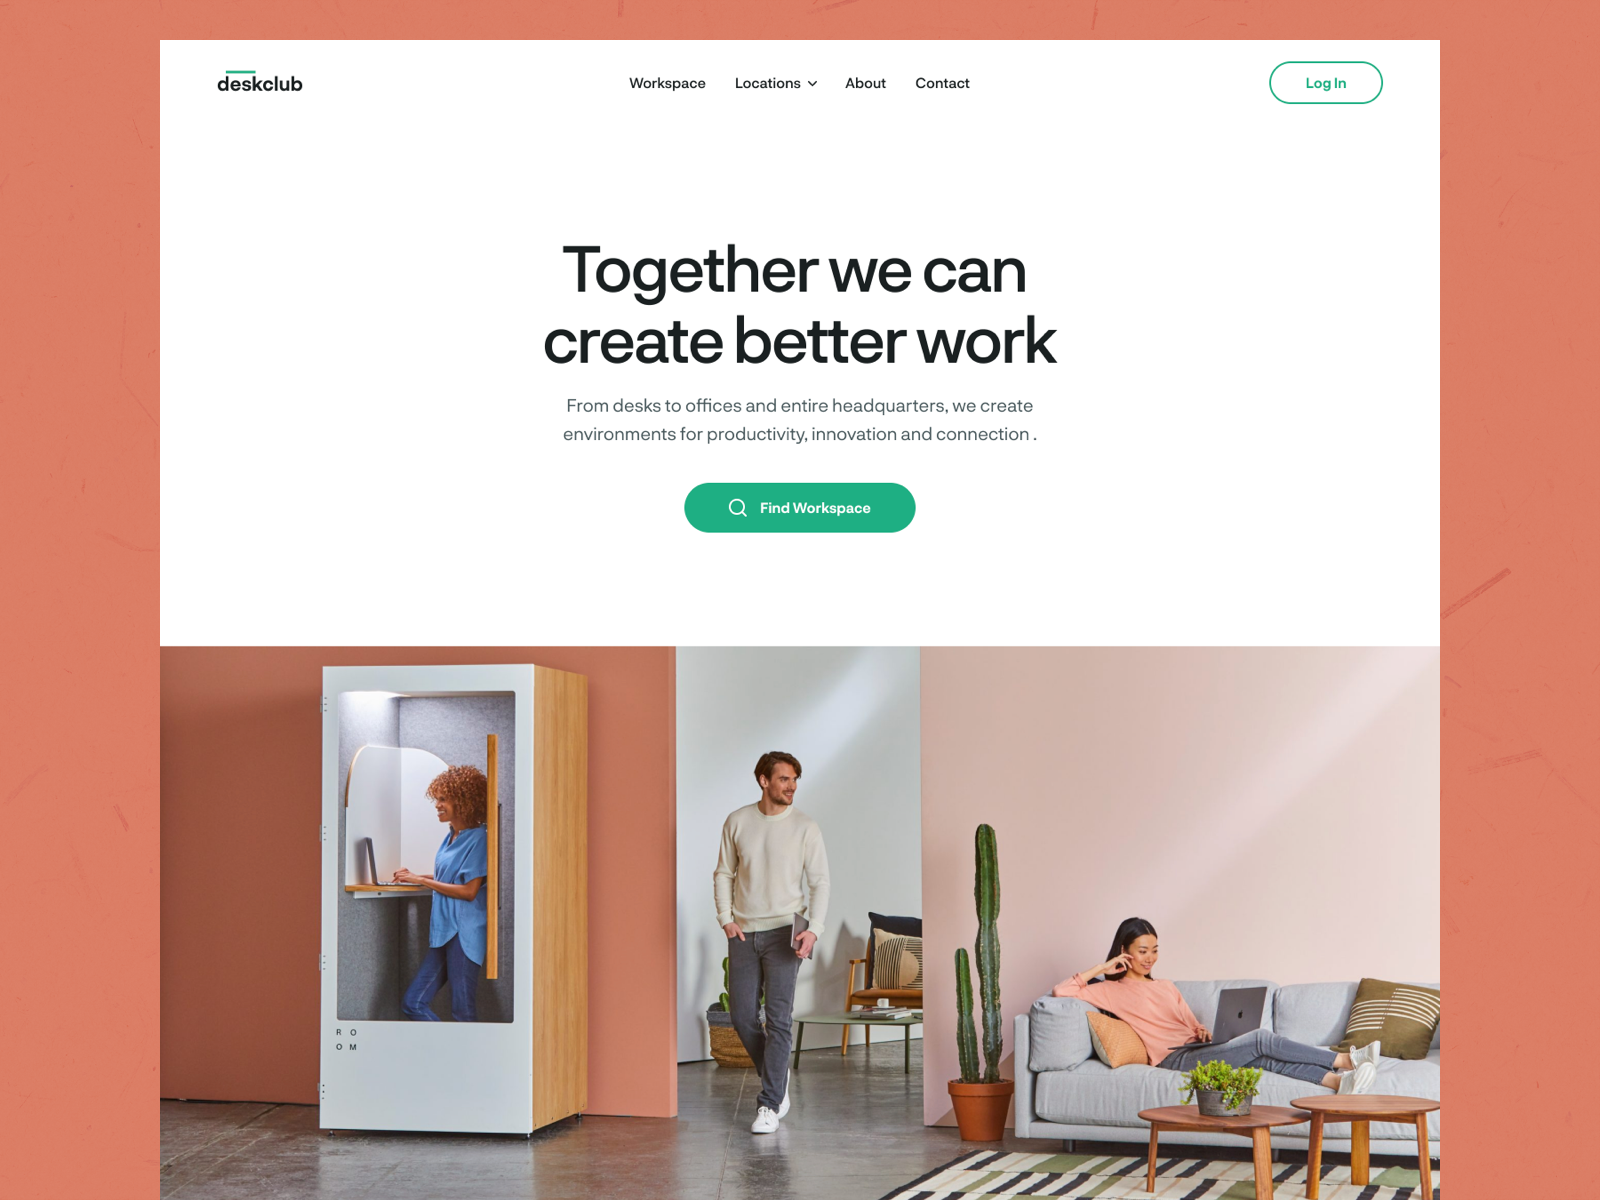 deskclub
Workspace Locations About Contact
Log In
Together we can
create better work
From desks to offices and entire headquarters, we create
environments for productivity, innovation and connection .
Find Workspace
R O
O M